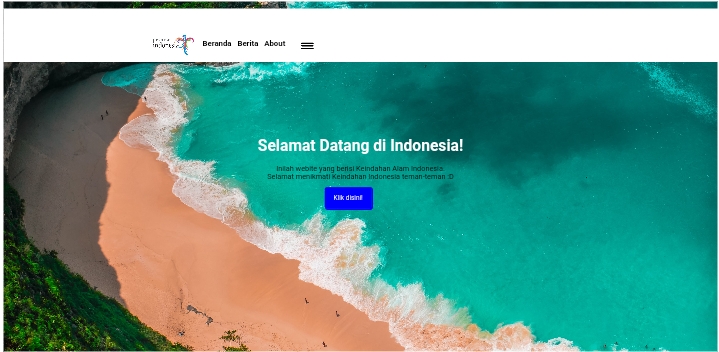 Beranda Berita About
Selamat Datang di Indonesia!
Inilah webite yang berisi Keindahan Alam Indonesia.
Selamat menikmati Keindahan Indonesia teman-teman :D
Klik disini!